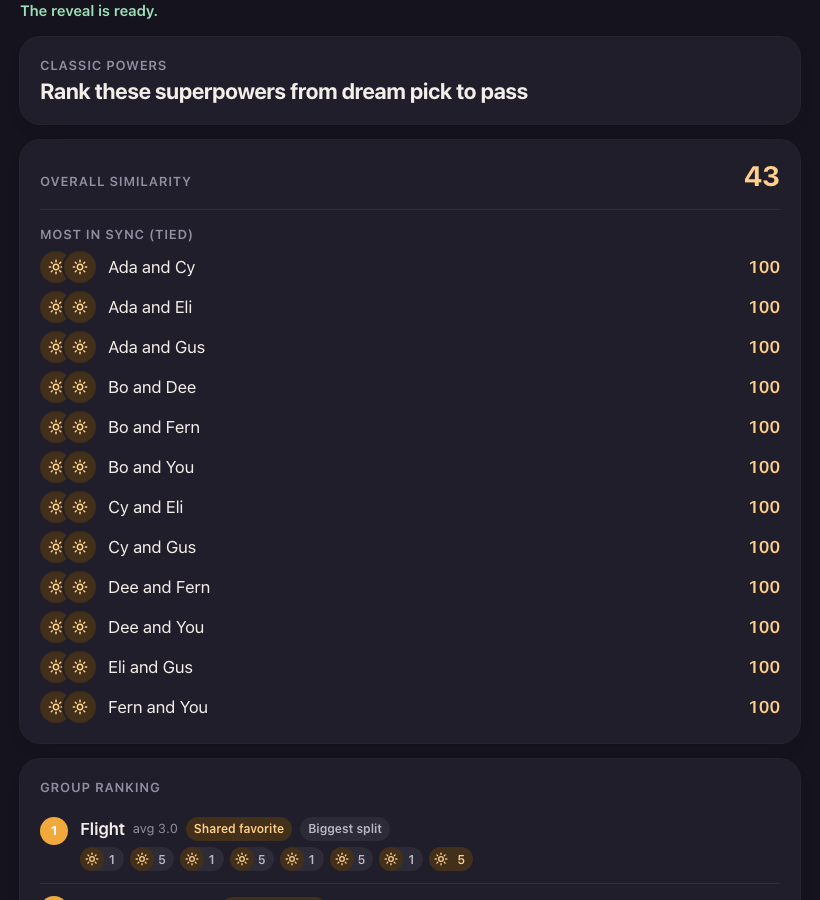 The reveal is ready.
CLASSIC POWERS
Rank these superpowers from dream pick to pass
OVERALL SIMILARITY 43
MOST IN SYNC (TIED)
Ada and Cy 100
Ada and Eli 100
Ada and Gus 100
Bo and Dee 100
Bo and Fern 100
Bo and You 100
Cy and Eli 100
Cy and Gus 100
Dee and Fern 100
Dee and You 100
Eli and Gus 100
Fern and You 100
GROUP RANKING
1 Flight avg 3.0 Shared favorite Biggest split
1 5 1 5 1 5 1 5